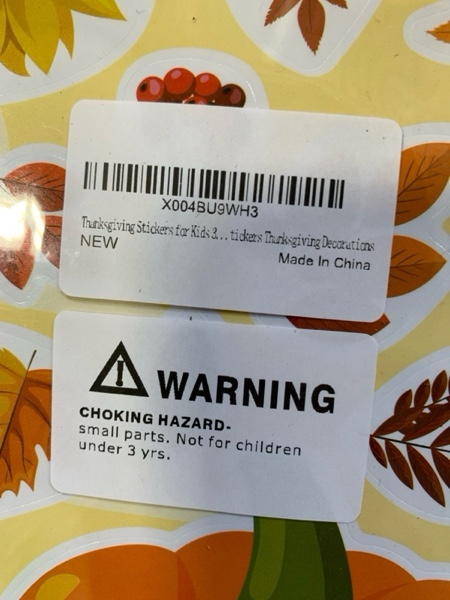 X004BU9WH3
Thanksgiving Stickers for Kids 3...tickers Thanksgiving Decorations
NEW
Made In China
WARNING
CHOKING HAZARD-
small parts. Not for children
under 3 yrs.